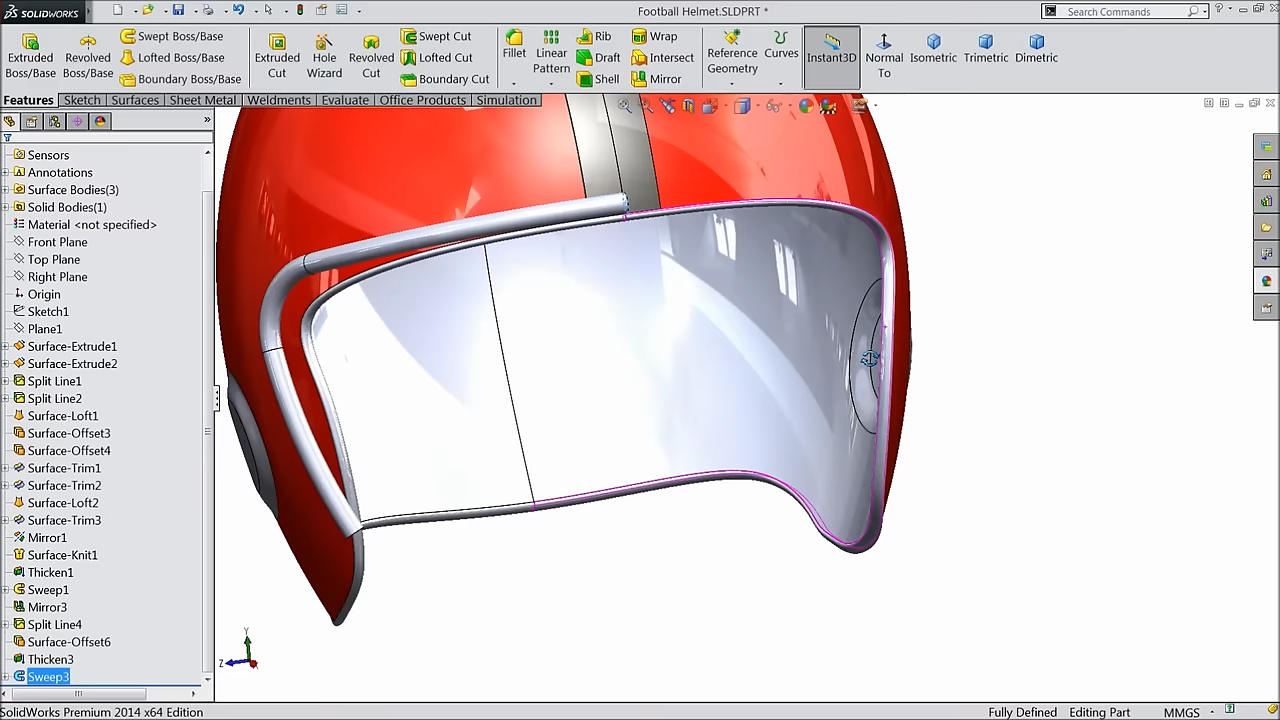 SOLIDWORKS
Football Helmet.SLDPRT *
Search Commands
Extruded Boss/Base
Revolved Boss/Base
Swept Boss/Base
Lofted Boss/Base
Boundary Boss/Base
Extruded Cut
Hole Wizard
Revolved Cut
Swept Cut
Lofted Cut
Boundary Cut
Fillet
Linear Pattern
Rib
Draft
Shell
Wrap
Intersect
Mirror
Reference Geometry
Curves
Instant3D
Normal To
Isometric
Trimetric
Dimetric
Features
Sketch
Surfaces
Sheet Metal
Weldments
Evaluate
Office Products
Simulation
Sensors
Annotations
Surface Bodies(3)
Solid Bodies(1)
Material <not specified>
Front Plane
Top Plane
Right Plane
Origin
Sketch1
Plane1
Surface-Extrude1
Surface-Extrude2
Split Line1
Split Line2
Surface-Loft1
Surface-Offset3
Surface-Offset4
Surface-Trim1
Surface-Trim2
Surface-Loft2
Surface-Trim3
Mirror1
Surface-Knit1
Thicken1
Sweep1
Mirror3
Split Line4
Surface-Offset6
Thicken3
Sweep3
Y
Z
SolidWorks Premium 2014 x64 Edition
Fully Defined
Editing Part
MMGS